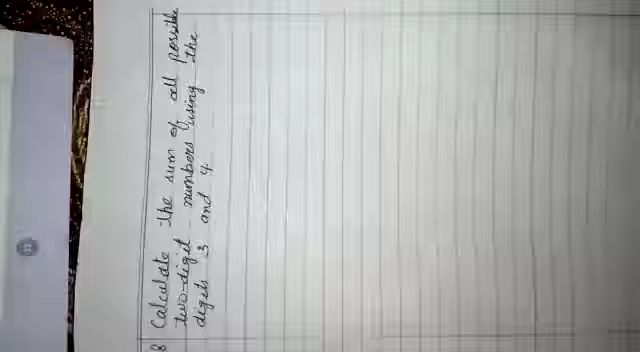 8 Calculate the sum of all possible
two-digit numbers using the
digits 3 and 4.